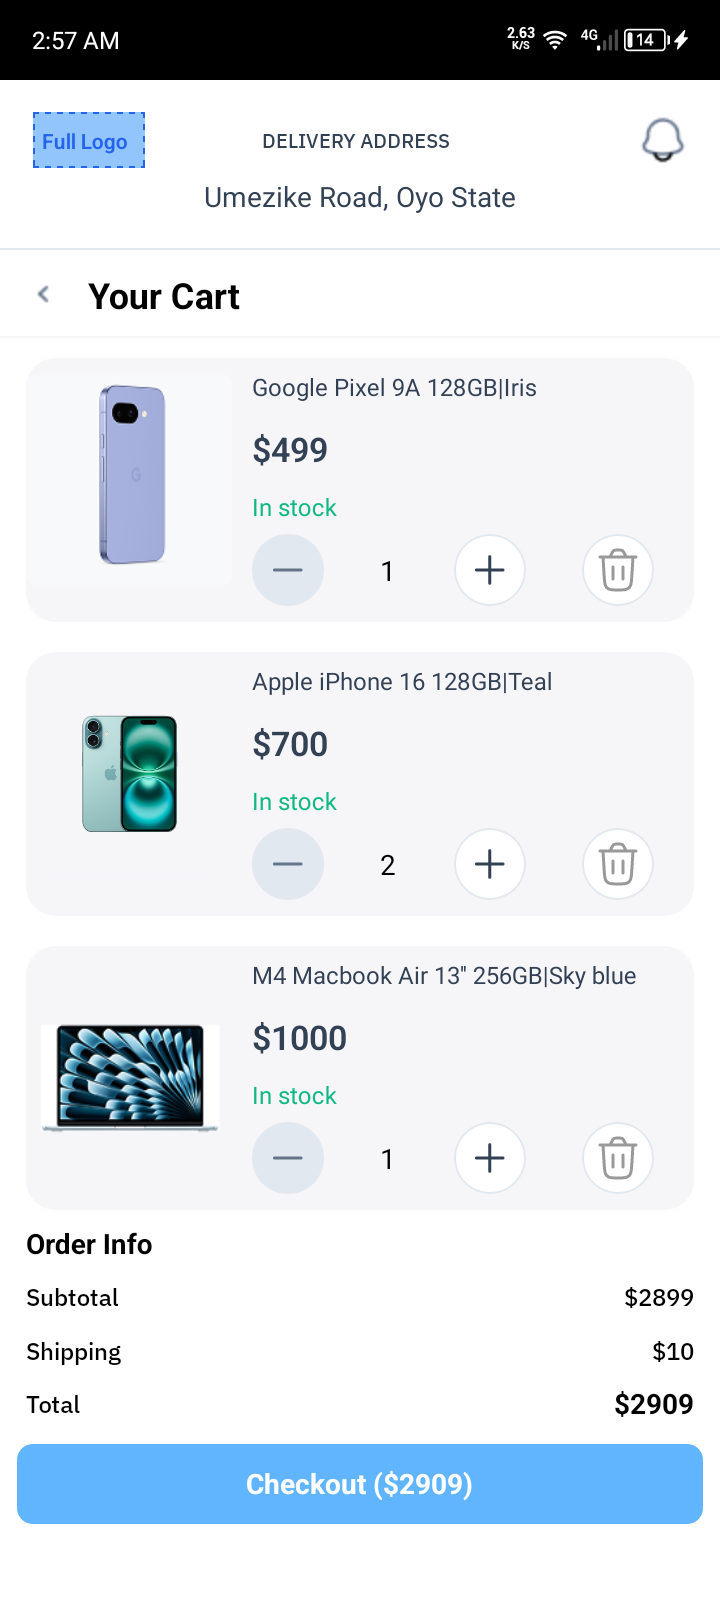 2:57 AM
2.63 K/S
4G
14
Full Logo
DELIVERY ADDRESS
Umezike Road, Oyo State
Your Cart
Google Pixel 9A 128GB|Iris
$499
In stock
1
Apple iPhone 16 128GB|Teal
$700
In stock
2
M4 Macbook Air 13" 256GB|Sky blue
$1000
In stock
1
Order Info
Subtotal $2899
Shipping $10
Total $2909
Checkout ($2909)